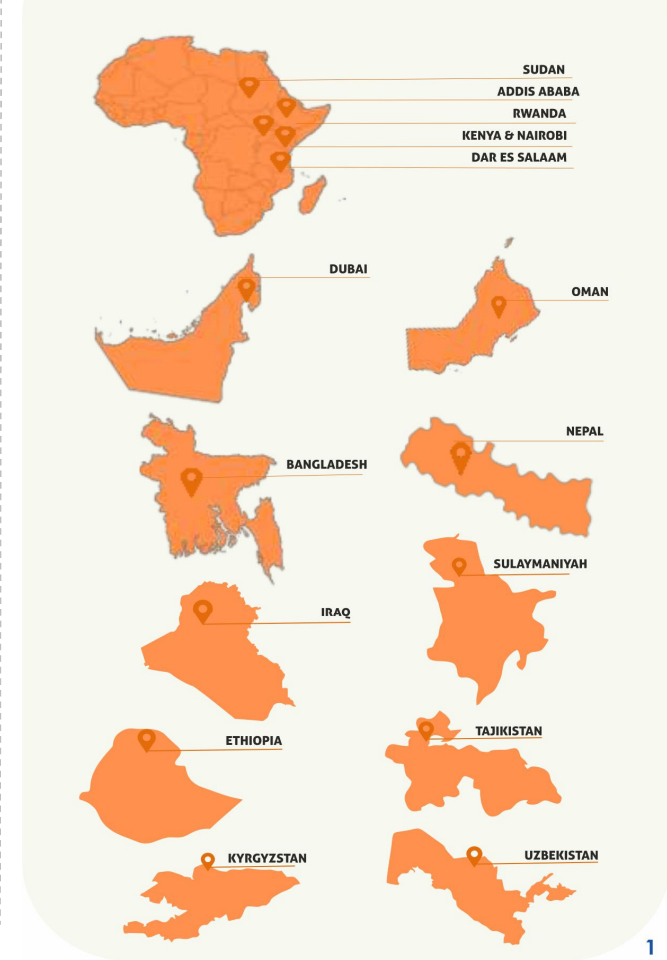 SUDAN
ADDIS ABABA
RWANDA
KENYA & NAIROBI
DAR ES SALAAM
DUBAI
OMAN
NEPAL
BANGLADESH
SULAYMANIYAH
IRAQ
TAJIKISTAN
ETHIOPIA
KYRGYZSTAN
UZBEKISTAN
1